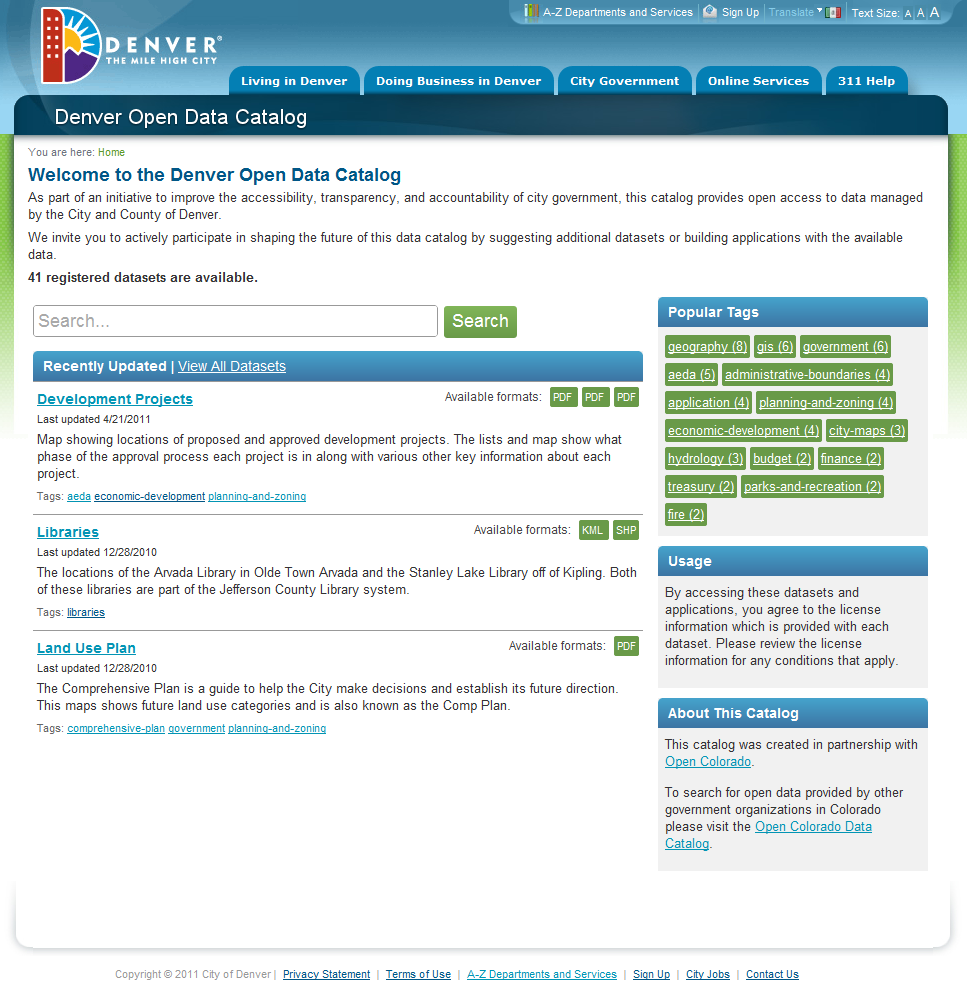 A-Z Departments and Services Sign Up Translate Text Size: A A A
DENVER®
THE MILE HIGH CITY
Living in Denver Doing Business in Denver City Government Online Services 311 Help
Denver Open Data Catalog
You are here: Home
Welcome to the Denver Open Data Catalog
As part of an initiative to improve the accessibility, transparency, and accountability of city government, this catalog provides open access to data managed
by the City and County of Denver.
We invite you to actively participate in shaping the future of this data catalog by suggesting additional datasets or building applications with the available
data.
41 registered datasets are available.
Search...
Search
Recently Updated | View All Datasets
Development Projects
Available formats: PDF PDF PDF
Last updated 4/21/2011
Map showing locations of proposed and approved development projects. The lists and map show what
phase of the approval process each project is in along with various other key information about each
project.
Tags: aeda economic-development planning-and-zoning
Libraries
Available formats: KML SHP
Last updated 12/28/2010
The locations of the Arvada Library in Olde Town Arvada and the Stanley Lake Library off of Kipling. Both
of these libraries are part of the Jefferson County Library system.
Tags: libraries
Land Use Plan
Available formats: PDF
Last updated 12/28/2010
The Comprehensive Plan is a guide to help the City make decisions and establish its future direction.
This maps shows future land use categories and is also known as the Comp Plan.
Tags: comprehensive-plan government planning-and-zoning
Popular Tags
geography (8) gis (6) government (6)
aeda (5) administrative-boundaries (4)
application (4) planning-and-zoning (4)
economic-development (4) city-maps (3)
hydrology (3) budget (2) finance (2)
treasury (2) parks-and-recreation (2)
fire (2)
Usage
By accessing these datasets and
applications, you agree to the license
information which is provided with each
dataset. Please review the license
information for any conditions that apply.
About This Catalog
This catalog was created in partnership with
Open Colorado.
To search for open data provided by other
government organizations in Colorado
please visit the Open Colorado Data
Catalog.
Copyright © 2011 City of Denver | Privacy Statement | Terms of Use | A-Z Departments and Services | Sign Up | City Jobs | Contact Us